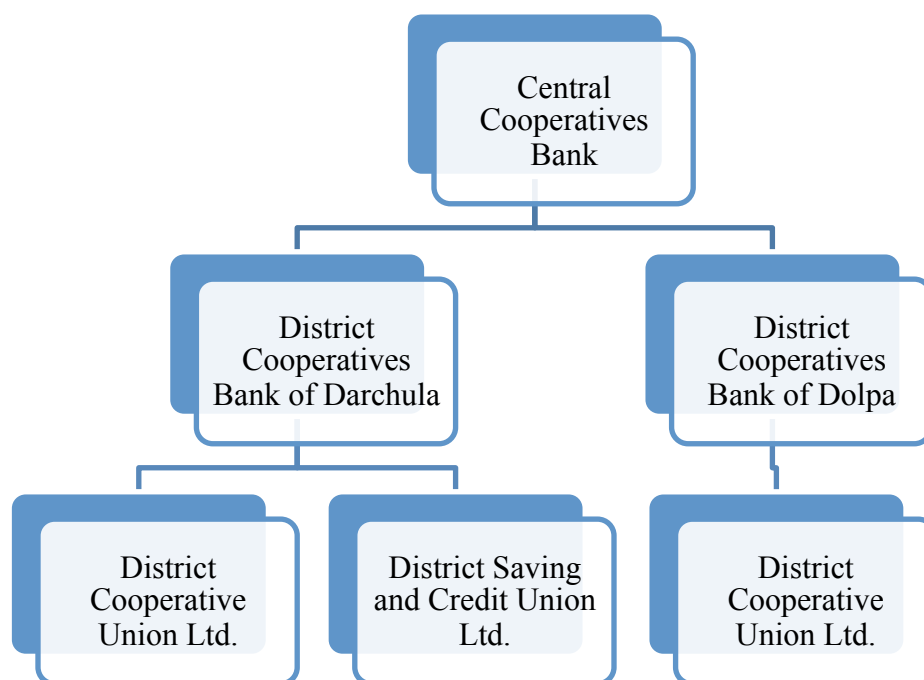 Central
Cooperatives
Bank
District
Cooperatives
Bank of Darchula
District
Cooperatives
Bank of Dolpa
District
Cooperative
Union Ltd.
District Saving
and Credit Union
Ltd.
District
Cooperative
Union Ltd.